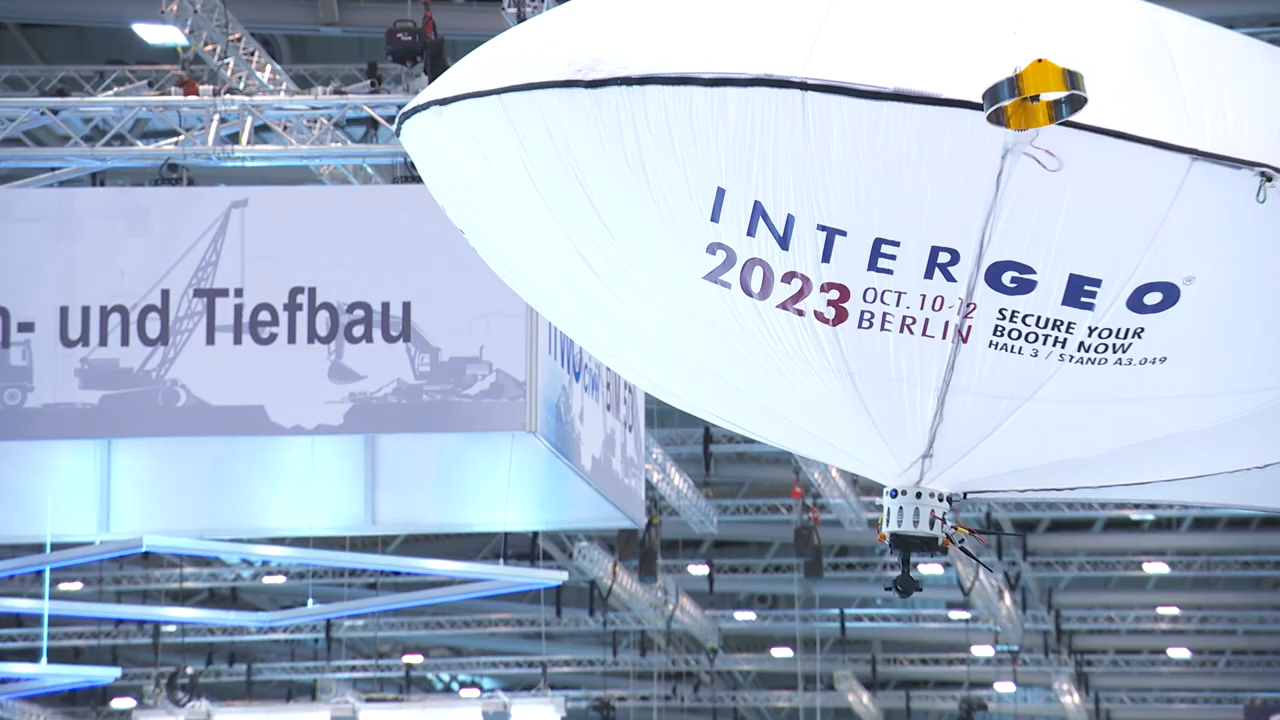 - und Tiefbau
INTERGEO®
2023 OCT. 10-12
BERLIN
SECURE YOUR
BOOTH NOW
HALL 3 / STAND A3.049